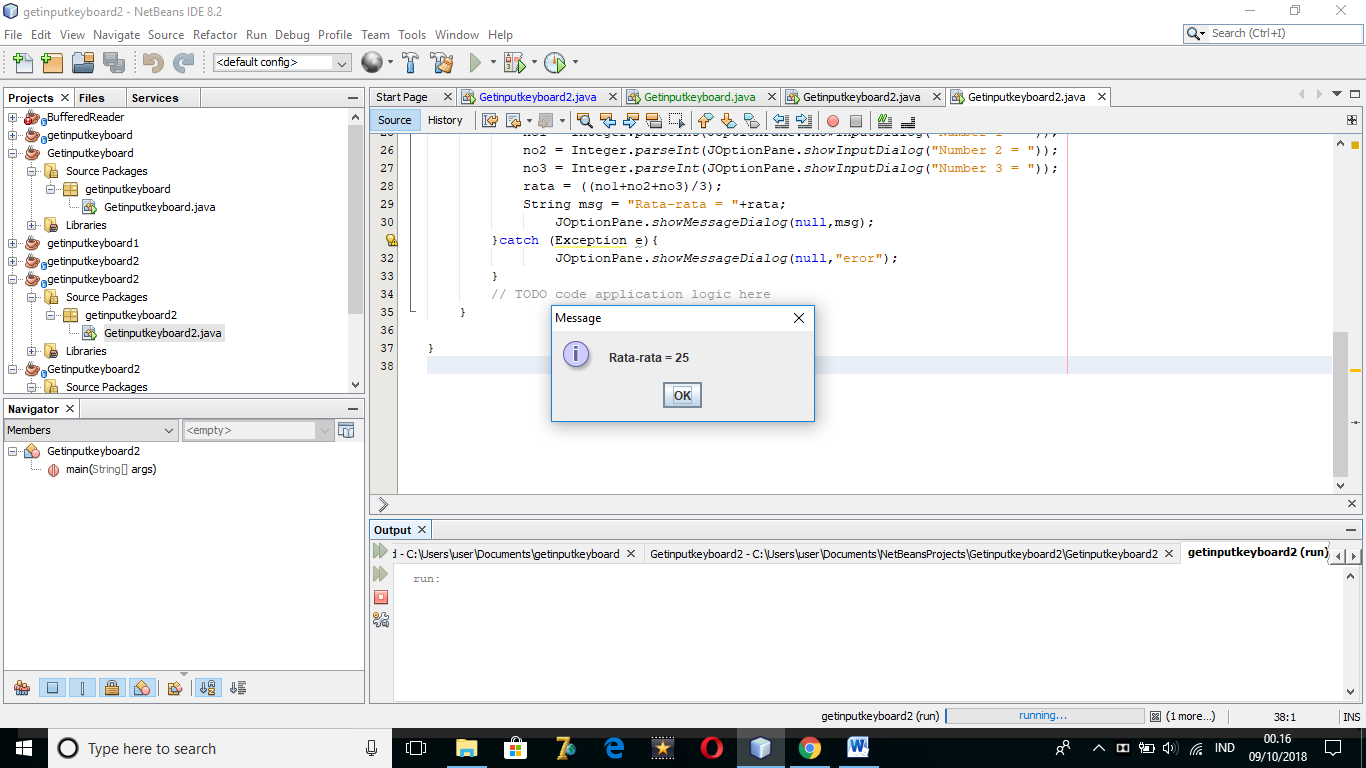 getinputkeyboard2 - NetBeans IDE 8.2
File Edit View Navigate Source Refactor Run Debug Profile Team Tools Window Help
Search (Ctrl+I)
<default config>
Projects Files Services
BufferedReader
getinputkeyboard
Getinputkeyboard
Source Packages
getinputkeyboard
Getinputkeyboard.java
Libraries
getinputkeyboard1
getinputkeyboard2
getinputkeyboard2
Source Packages
getinputkeyboard2
Getinputkeyboard2.java
Libraries
Getinputkeyboard2
Source Packages
Navigator
Members <empty>
Getinputkeyboard2
main(String[] args)
Start Page Getinputkeyboard2.java Getinputkeyboard.java Getinputkeyboard2.java Getinputkeyboard2.java
Source History
25 no1 = Integer.parseInt(JOptionPane.showInputDialog("Number 1 = "));
26 no2 = Integer.parseInt(JOptionPane.showInputDialog("Number 2 = "));
27 no3 = Integer.parseInt(JOptionPane.showInputDialog("Number 3 = "));
28 rata = ((no1+no2+no3)/3);
29 String msg = "Rata-rata = "+rata;
30 JOptionPane.showMessageDialog(null,msg);
}catch (Exception e){
32 JOptionPane.showMessageDialog(null,"eror");
33 }
34 // TODO code application logic here
35 }
36
37 }
38
Message
Rata-rata = 25
OK
Output
d - C:\Users\user\Documents\getinputkeyboard Getinputkeyboard2 - C:\Users\user\Documents\NetBeansProjects\Getinputkeyboard2\Getinputkeyboard2 getinputkeyboard2 (run)
run:
getinputkeyboard2 (run) running... (1 more...) 38:1 INS
Type here to search
IND
00.16
09/10/2018